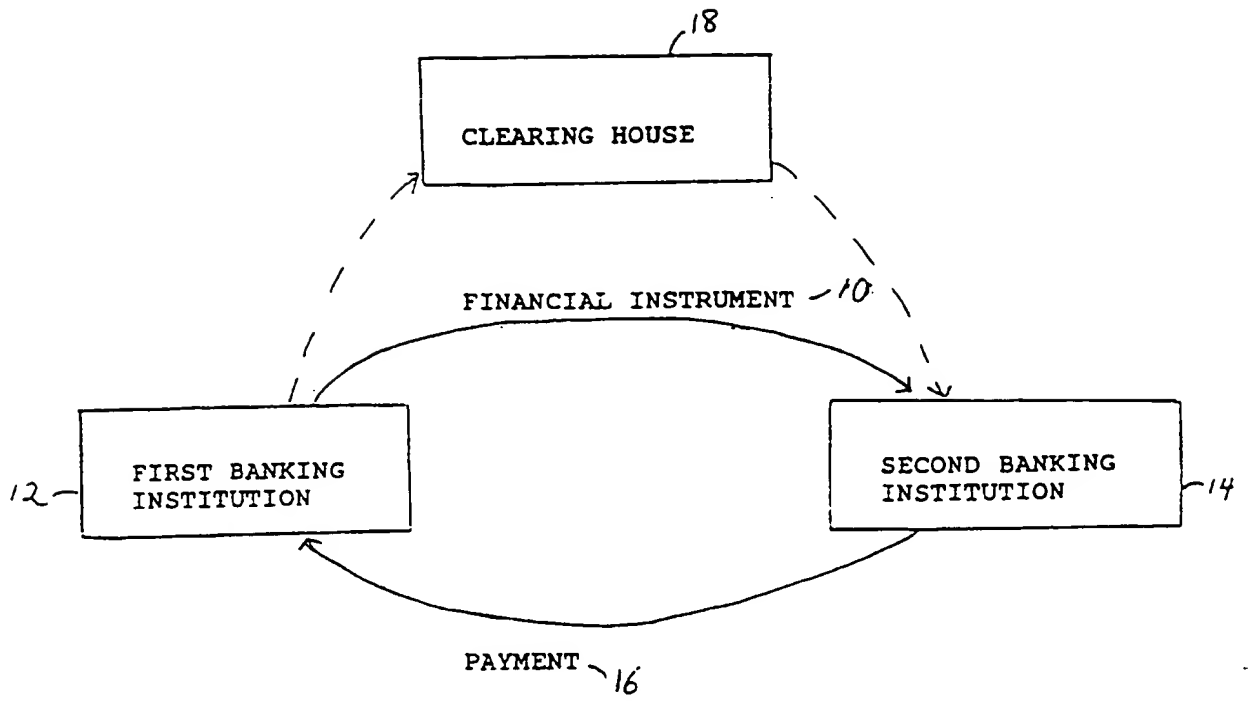 18
CLEARING HOUSE
FINANCIAL INSTRUMENT 10
FIRST BANKING
INSTITUTION
12
SECOND BANKING
INSTITUTION
14
PAYMENT 16